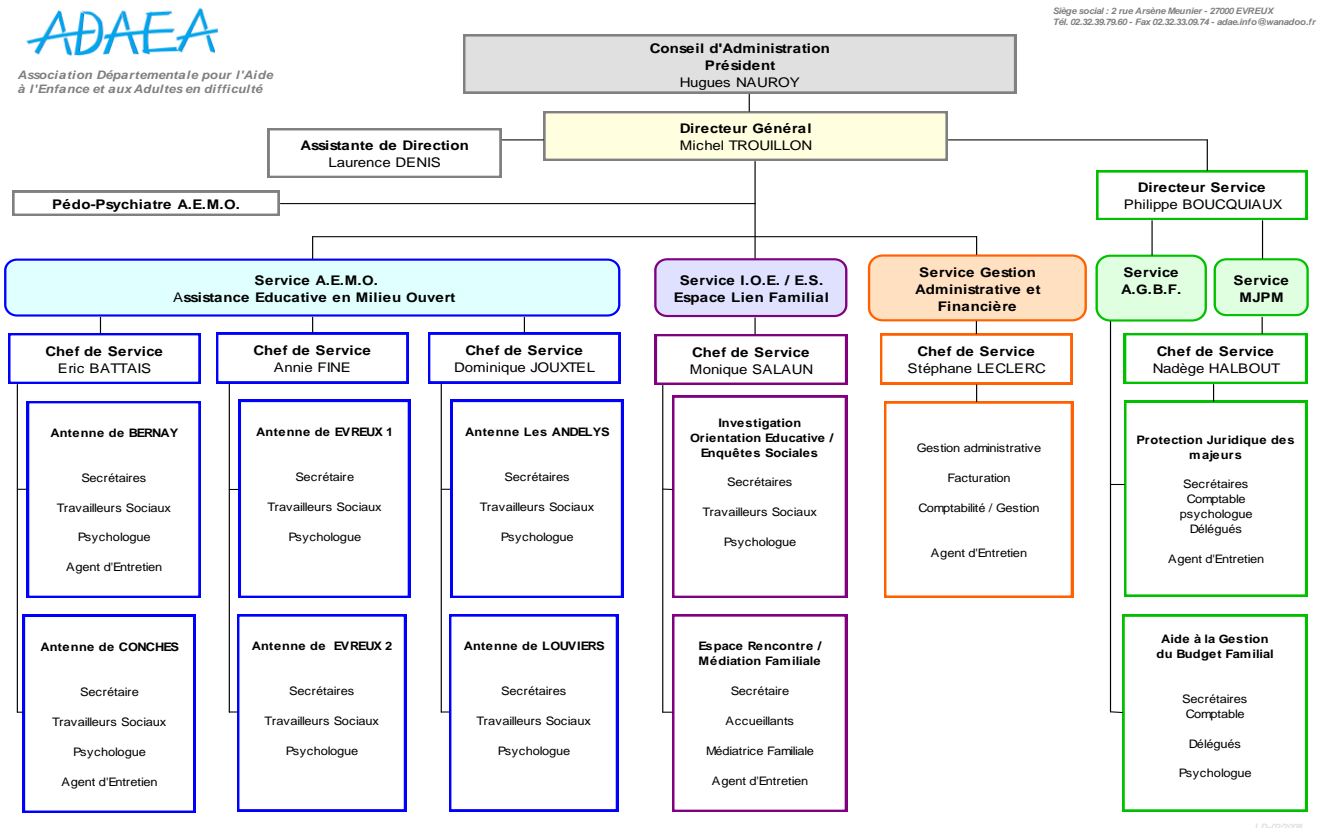 ADAEA
Association Départementale pour l'Aide
à l'Enfance et aux Adultes en difficulté
Siège social : 2 rue Arsène Meunier - 27000 EVREUX
Tél. 02.32.39.79.60 - Fax 02.32.33.09.74 - adae.info@wanadoo.fr
Conseil d'Administration
Président
Hugues NAUROY
Directeur Général
Michel TROUILLON
Assistante de Direction
Laurence DENIS
Pédo-Psychiatre A.E.M.O.
Directeur Service
Philippe BOUCQUIAUX
Service A.E.M.O.
Assistance Educative en Milieu Ouvert
Service I.O.E. / E.S.
Espace Lien Familial
Service Gestion
Administrative et
Financière
Service
A.G.B.F.
Service
MJPM
Chef de Service
Eric BATTAIS
Chef de Service
Annie FINE
Chef de Service
Dominique JOUXTEL
Chef de Service
Monique SALAUN
Chef de Service
Stéphane LECLERC
Chef de Service
Nadège HALBOUT
Antenne de BERNAY
Secrétaires
Travailleurs Sociaux
Psychologue
Agent d'Entretien
Antenne de EVREUX 1
Secrétaire
Travailleurs Sociaux
Psychologue
Antenne Les ANDELYS
Secrétaires
Travailleurs Sociaux
Psychologue
Investigation
Orientation Educative /
Enquêtes Sociales
Secrétaires
Travailleurs Sociaux
Psychologue
Gestion administrative
Facturation
Comptabilité / Gestion
Agent d'Entretien
Protection Juridique des
majeurs
Secrétaires
Comptable
psychologue
Délégués
Agent d'Entretien
Antenne de CONCHES
Secrétaire
Travailleurs Sociaux
Psychologue
Agent d'Entretien
Antenne de EVREUX 2
Secrétaires
Travailleurs Sociaux
Psychologue
Antenne de LOUVIERS
Secrétaires
Travailleurs Sociaux
Psychologue
Espace Rencontre /
Médiation Familiale
Secrétaire
Accueillants
Médiatrice Familiale
Agent d'Entretien
Aide à la Gestion
du Budget Familial
Secrétaires
Comptable
Délégués
Psychologue